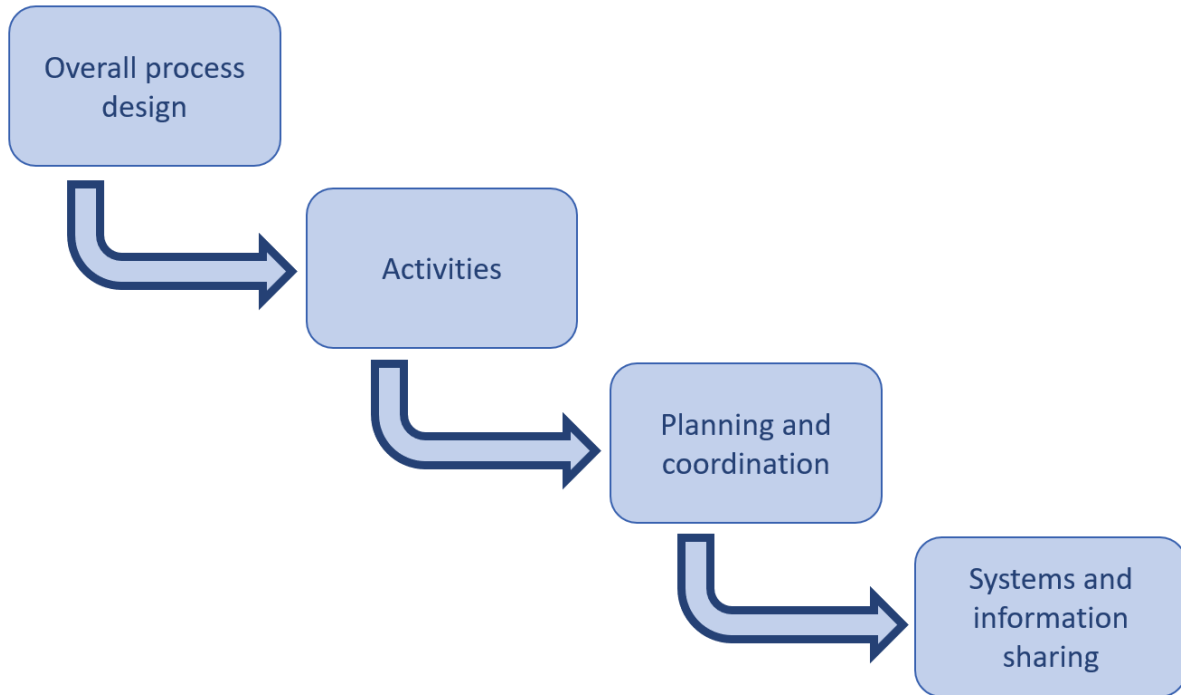 Overall process
design
Activities
Planning and
coordination
Systems and
information
sharing